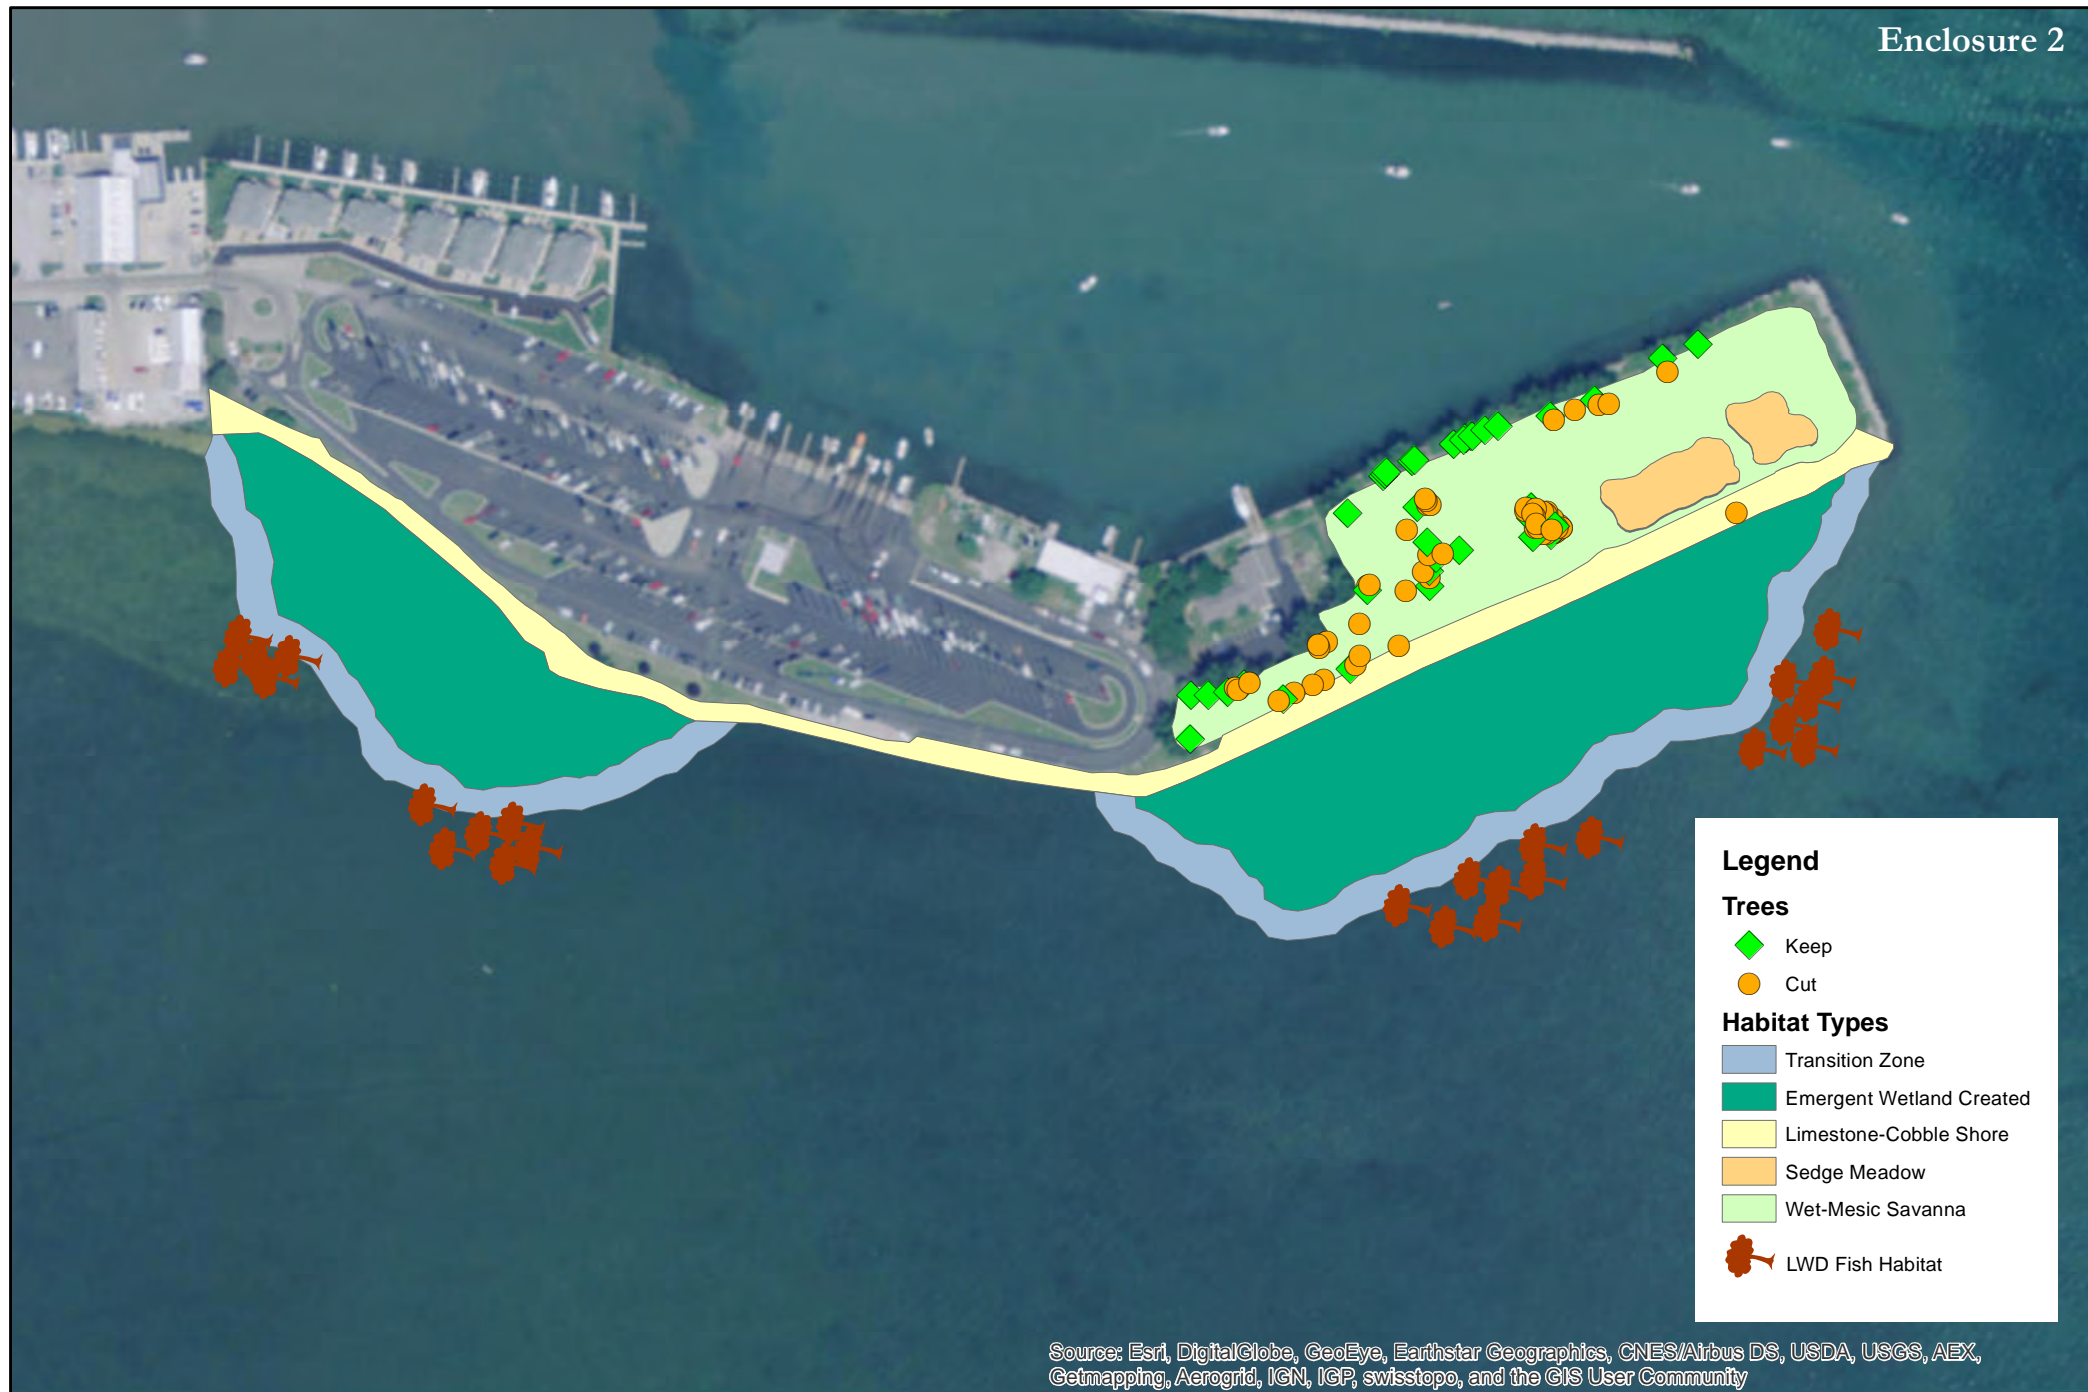 Enclosure 2
Legend
Trees
Keep
Cut
Habitat Types
Transition Zone
Emergent Wetland Created
Limestone-Cobble Shore
Sedge Meadow
Wet-Mesic Savanna
LWD Fish Habitat
Source: Esri, DigitalGlobe, GeoEye, Earthstar Geographics, CNES/Airbus DS, USDA, USGS, AEX,
Getmapping, Aerogrid, IGN, IGP, swisstopo, and the GIS User Community